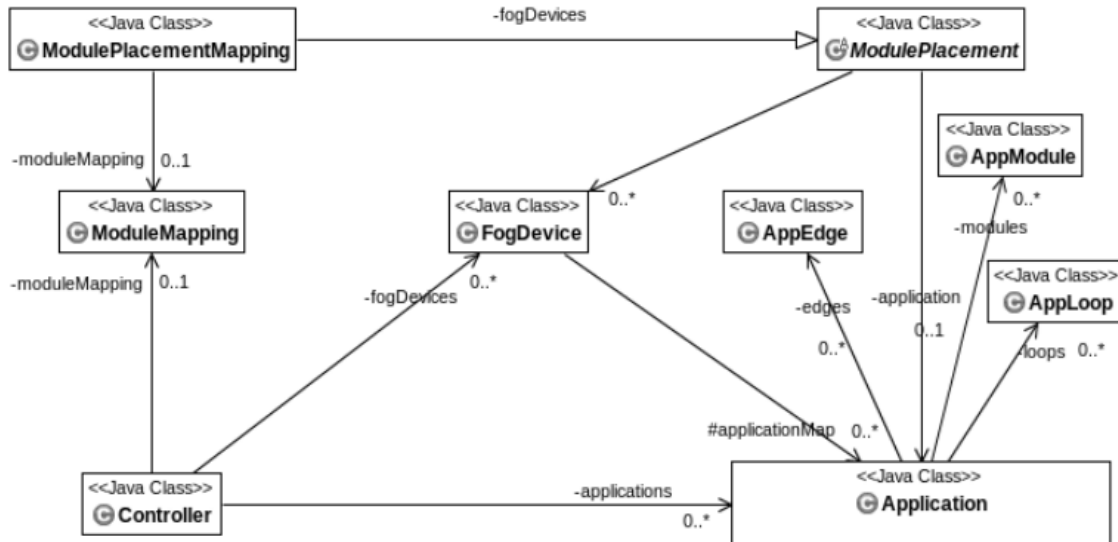 -fogDevices
<<Java Class>>
ModulePlacementMapping
<<Java Class>>
ModulePlacement
<<Java Class>>
AppModule
-moduleMapping 0..1
0..*
0..*
<<Java Class>>
ModuleMapping
<<Java Class>>
FogDevice
<<Java Class>>
AppEdge
-modules
-moduleMapping 0..1
-fogDevices 0..*
-edges
-application
<<Java Class>>
AppLoop
0..*
0..1
-loops 0..*
#applicationMap 0..*
<<Java Class>>
Controller
-applications
0..*
<<Java Class>>
Application